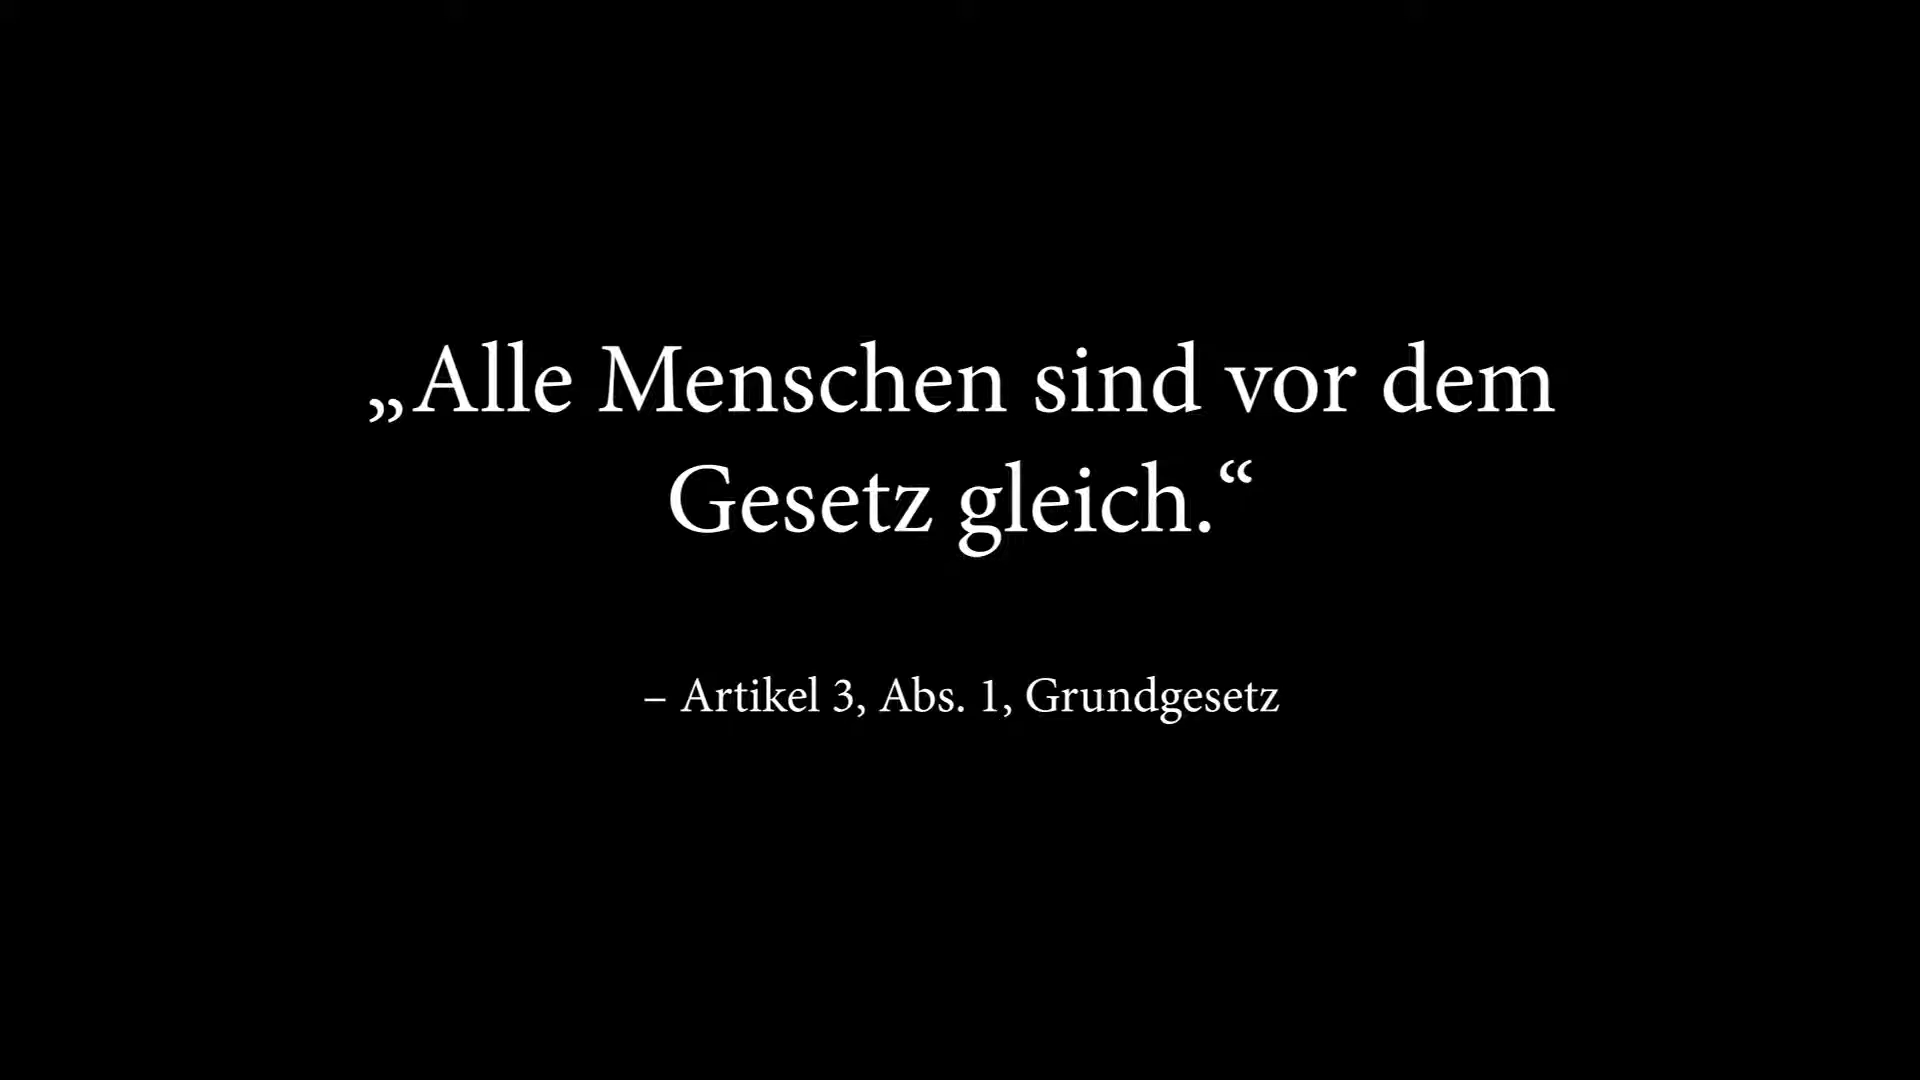 „Alle Menschen sind vor dem
Gesetz gleich.“
– Artikel 3, Abs. 1, Grundgesetz